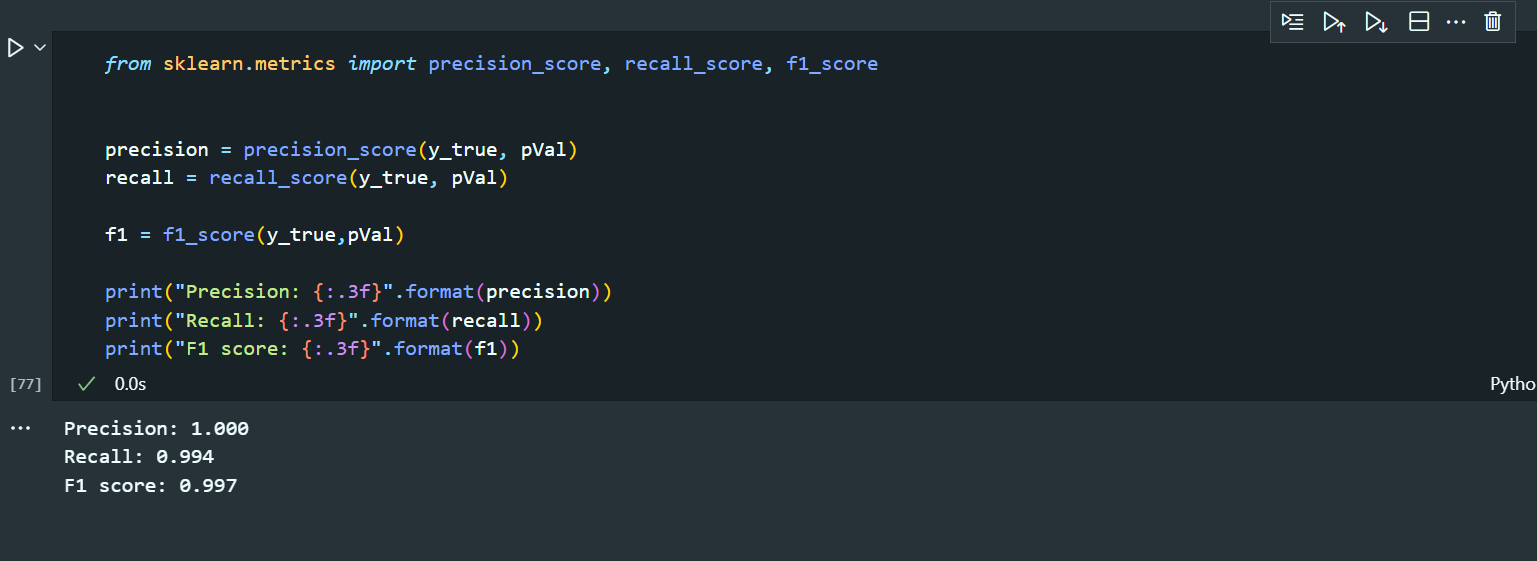 from sklearn.metrics import precision_score, recall_score, f1_score
precision = precision_score(y_true, pVal)
recall = recall_score(y_true, pVal)
f1 = f1_score(y_true,pVal)
print("Precision: {:.3f}".format(precision))
print("Recall: {:.3f}".format(recall))
print("F1 score: {:.3f}".format(f1))
[77] 0.0s Pytho
Precision: 1.000
Recall: 0.994
F1 score: 0.997